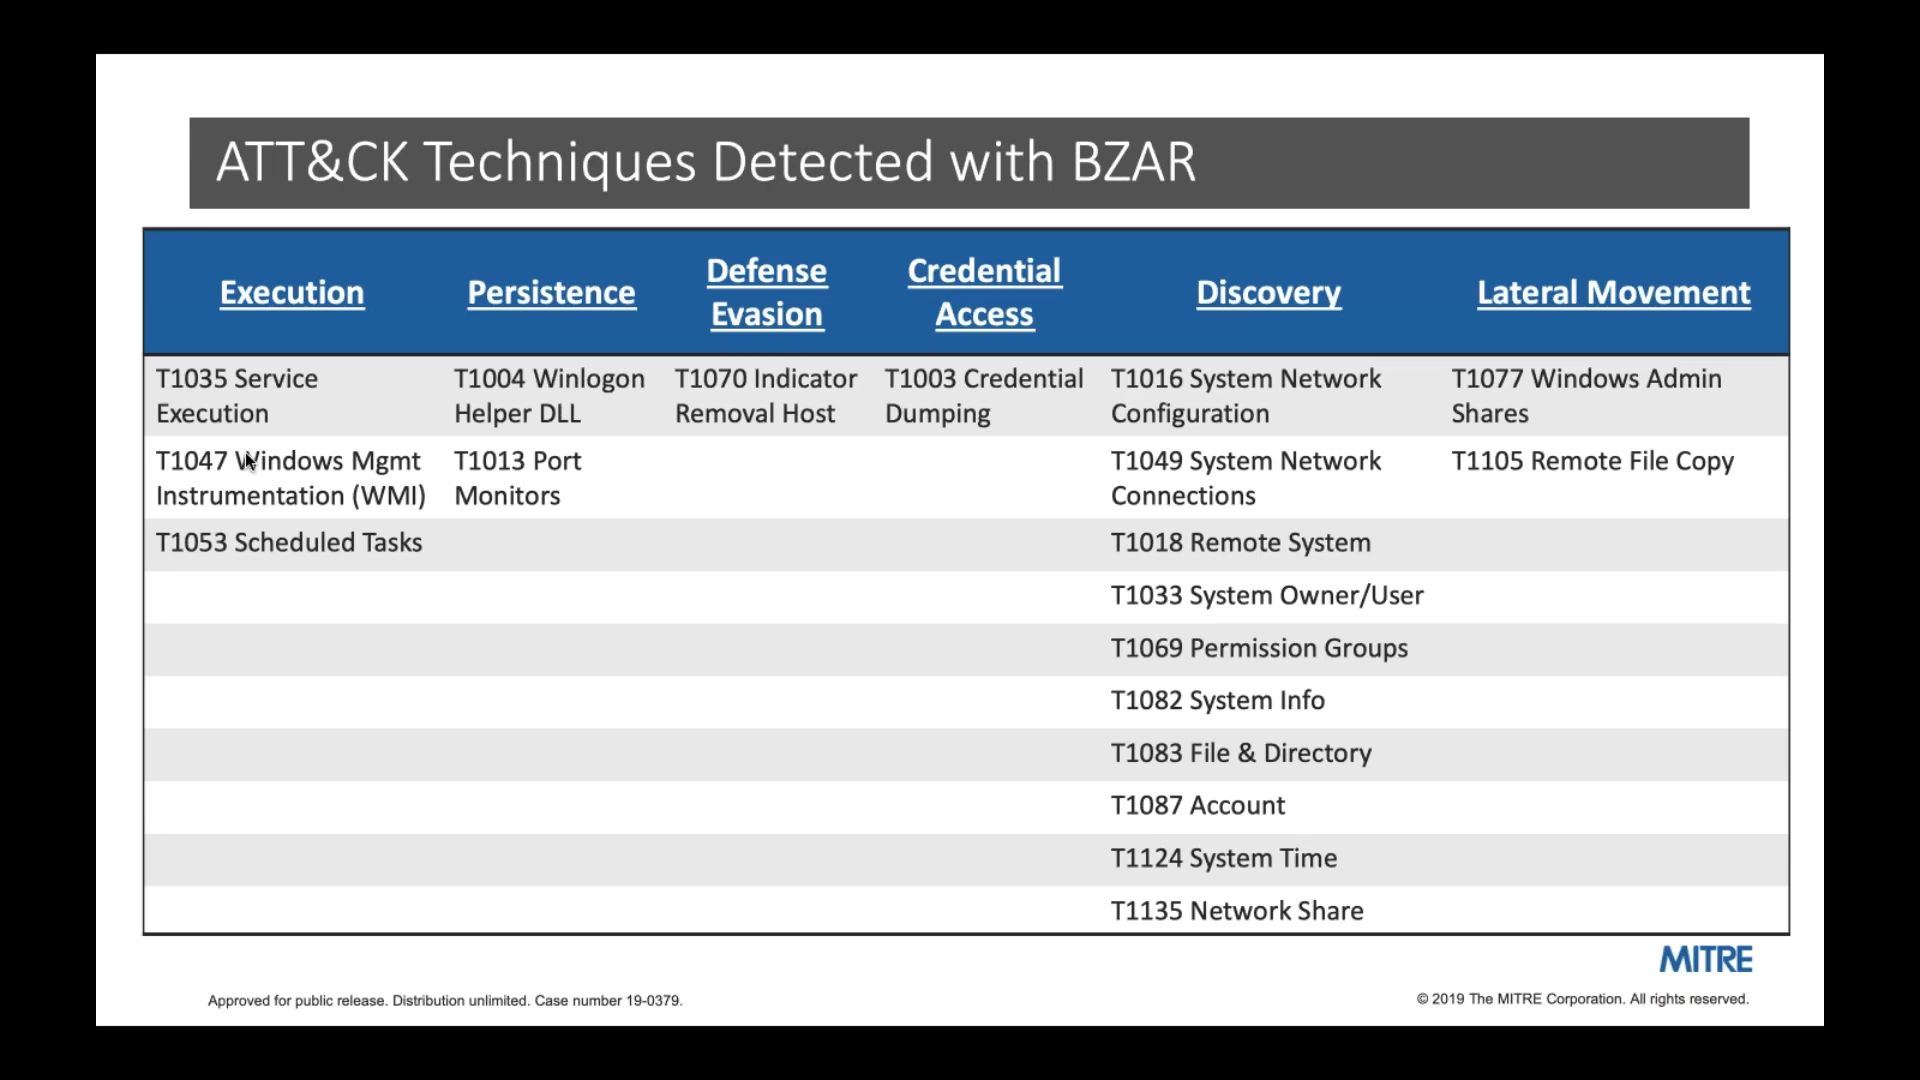 ATT&CK Techniques Detected with BZAR
Execution
Persistence
Defense
Evasion
Credential
Access
Discovery
Lateral Movement
T1035 Service
Execution
T1004 Winlogon
Helper DLL
T1070 Indicator
Removal Host
T1003 Credential
Dumping
T1016 System Network
Configuration
T1077 Windows Admin
Shares
T1047 Windows Mgmt
Instrumentation (WMI)
T1013 Port
Monitors
T1049 System Network
Connections
T1105 Remote File Copy
T1053 Scheduled Tasks
T1018 Remote System
T1033 System Owner/User
T1069 Permission Groups
T1082 System Info
T1083 File & Directory
T1087 Account
T1124 System Time
T1135 Network Share
MITRE
Approved for public release. Distribution unlimited. Case number 19-0379.
© 2019 The MITRE Corporation. All rights reserved.